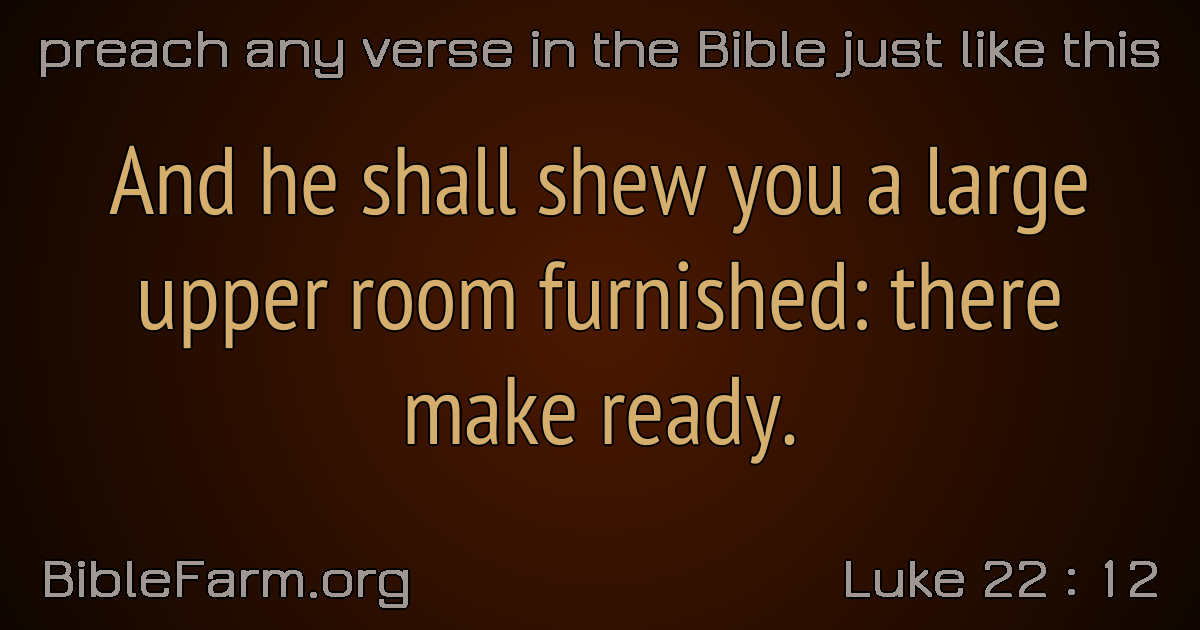 preach any verse in the Bible just like this
And he shall shew you a large
upper room furnished: there
make ready.
BibleFarm.org
Luke 22 : 12